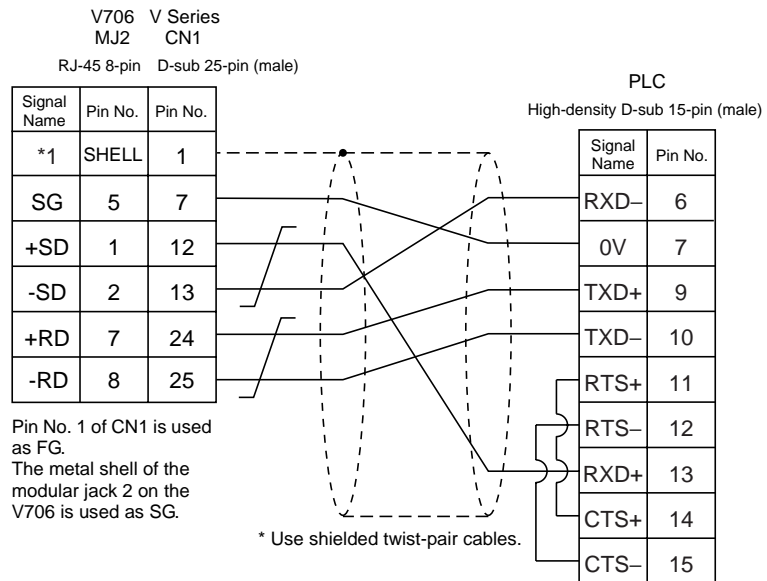 V706 V Series
MJ2 CN1
RJ-45 8-pin D-sub 25-pin (male)
Signal Name Pin No. Pin No.
*1 SHELL 1
SG 5 7
+SD 1 12
-SD 2 13
+RD 7 24
-RD 8 25
Pin No. 1 of CN1 is used
as FG.
The metal shell of the
modular jack 2 on the
V706 is used as SG.
* Use shielded twist-pair cables.
PLC
High-density D-sub 15-pin (male)
Signal Name Pin No.
RXD– 6
0V 7
TXD+ 9
TXD– 10
RTS+ 11
RTS– 12
RXD+ 13
CTS+ 14
CTS– 15